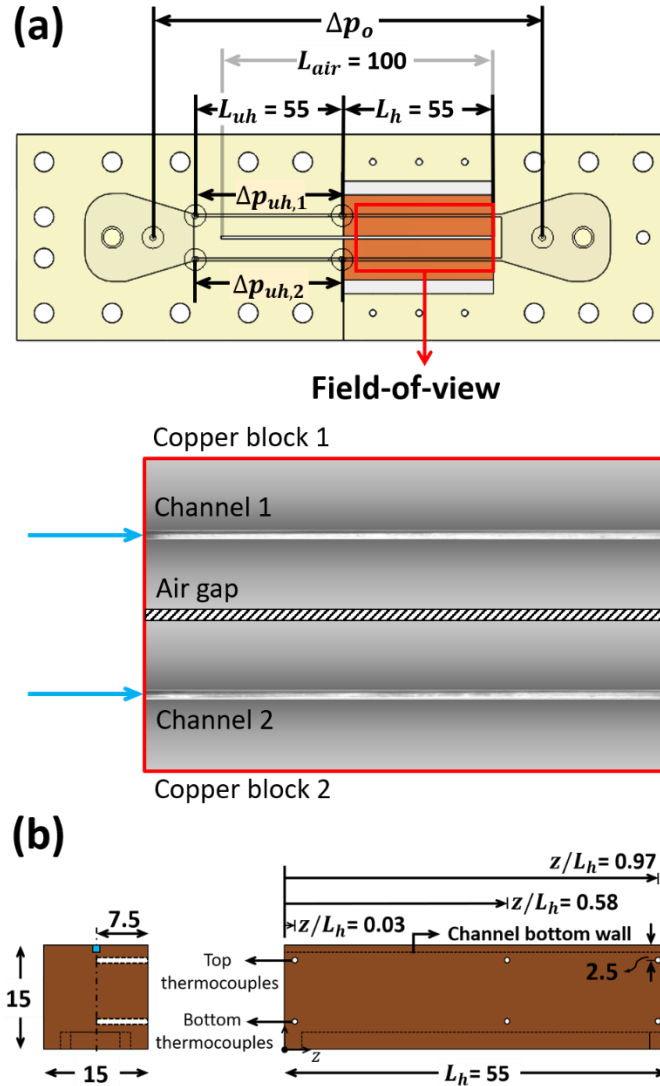 (a)
Δp_o
L_air = 100
L_uh = 55
L_h = 55
Δp_uh,1
Δp_uh,2
Field-of-view
Copper block 1
Channel 1
Air gap
Channel 2
Copper block 2
(b)
z/L_h= 0.97
7.5
z/L_h= 0.58
z/L_h= 0.03
Channel bottom wall
Top
thermocouples
2.5
15
Bottom
thermocouples
z
15
L_h= 55